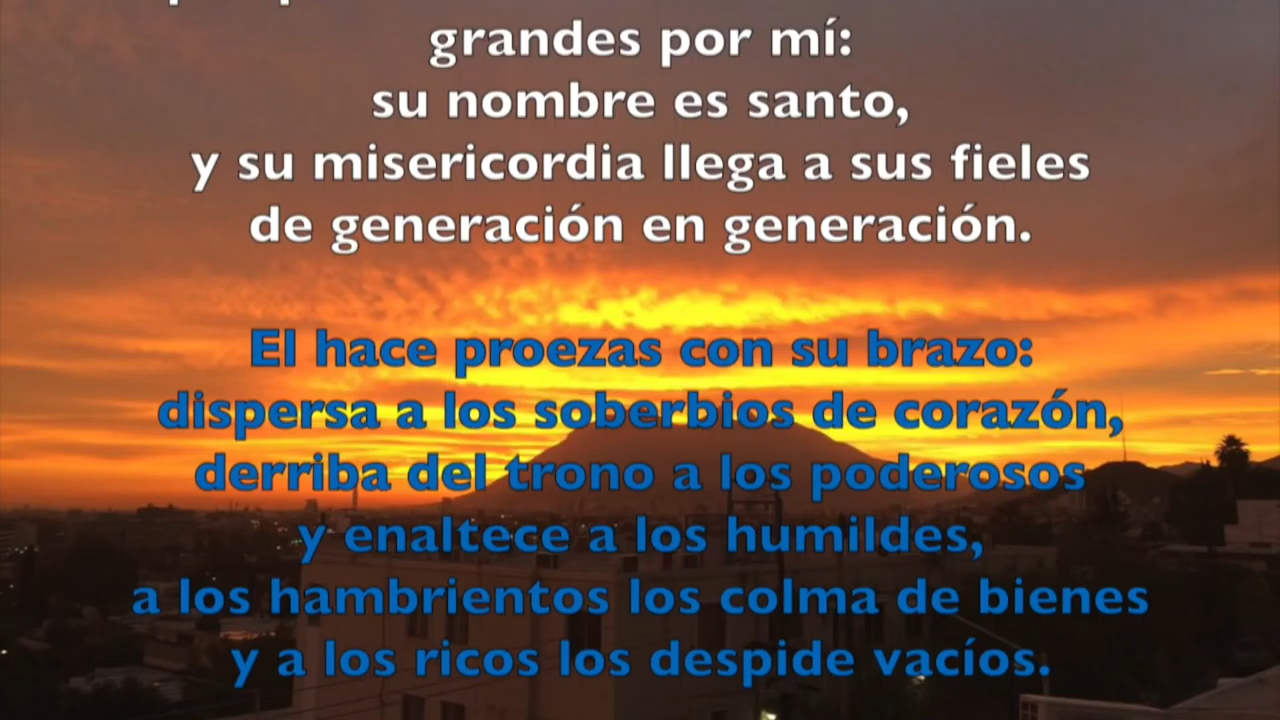 grandes por mí:
su nombre es santo,
y su misericordia llega a sus fieles
de generación en generación.
El hace proezas con su brazo:
dispersa a los soberbios de corazón,
derriba del trono a los poderosos
y enaltece a los humildes,
a los hambrientos los colma de bienes
y a los ricos los despide vacíos.